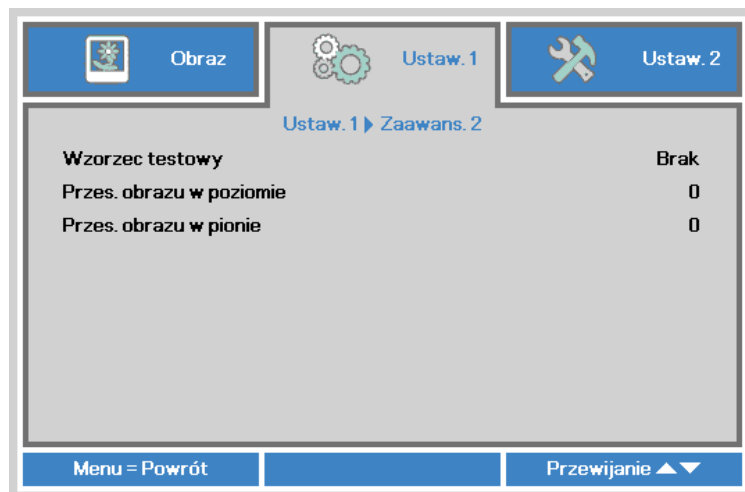 Obraz
Ustaw. 1
Ustaw. 2
Ustaw. 1 ▶ Zaawans. 2
Wzorzec testowy Brak
Przes. obrazu w poziomie 0
Przes. obrazu w pionie 0
Menu = Powrót
Przewijanie ▲▼